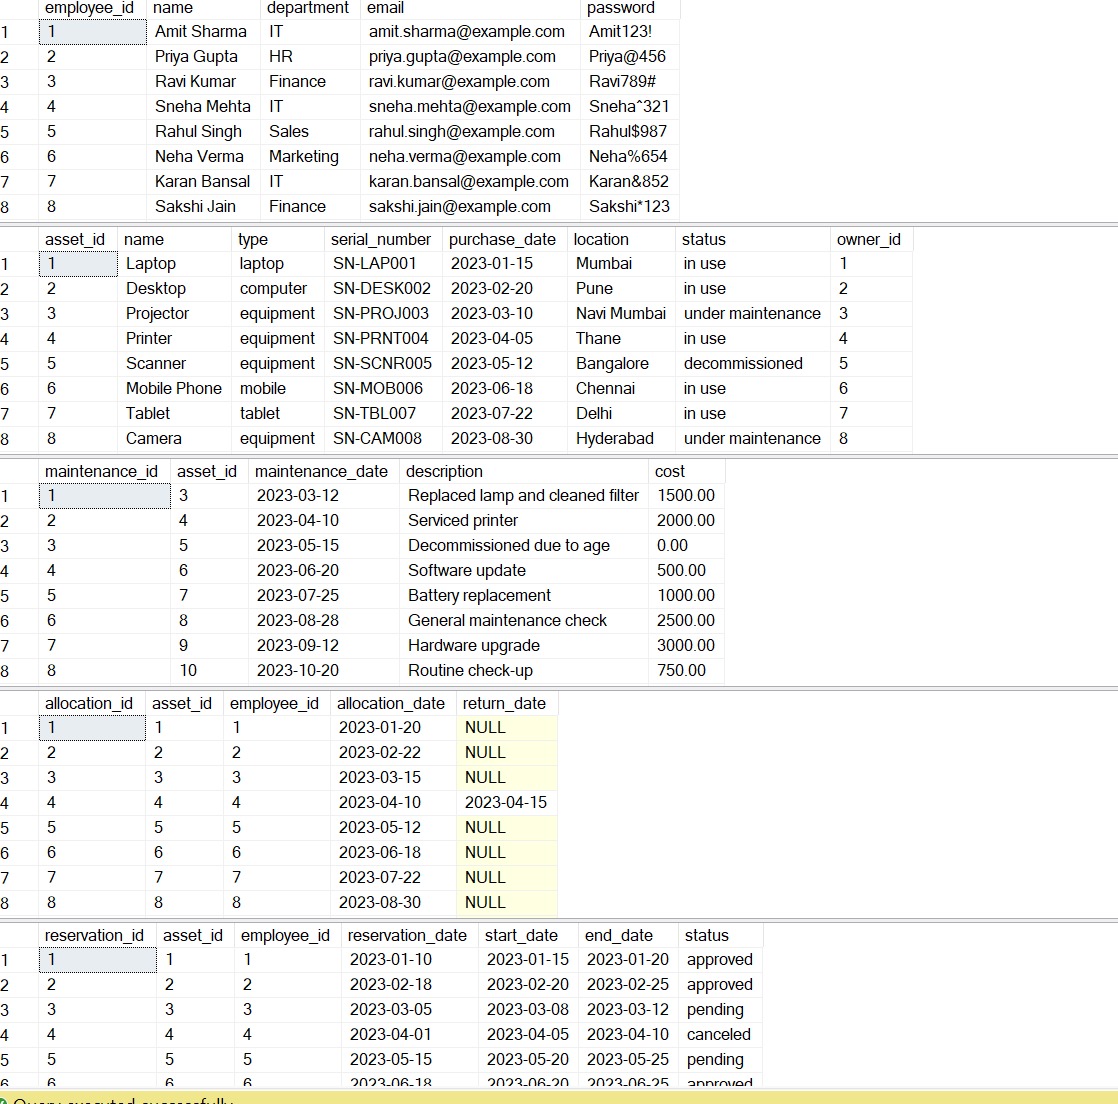 employee_id name department email password
1 1 Amit Sharma IT amit.sharma@example.com Amit123!
2 2 Priya Gupta HR priya.gupta@example.com Priya@456
3 3 Ravi Kumar Finance ravi.kumar@example.com Ravi789#
4 4 Sneha Mehta IT sneha.mehta@example.com Sneha^321
5 5 Rahul Singh Sales rahul.singh@example.com Rahul$987
6 6 Neha Verma Marketing neha.verma@example.com Neha%654
7 7 Karan Bansal IT karan.bansal@example.com Karan&852
8 8 Sakshi Jain Finance sakshi.jain@example.com Sakshi*123
asset_id name type serial_number purchase_date location status owner_id
1 1 Laptop laptop SN-LAP001 2023-01-15 Mumbai in use 1
2 2 Desktop computer SN-DESK002 2023-02-20 Pune in use 2
3 3 Projector equipment SN-PROJ003 2023-03-10 Navi Mumbai under maintenance 3
4 4 Printer equipment SN-PRNT004 2023-04-05 Thane in use 4
5 5 Scanner equipment SN-SCNR005 2023-05-12 Bangalore decommissioned 5
6 6 Mobile Phone mobile SN-MOB006 2023-06-18 Chennai in use 6
7 7 Tablet tablet SN-TBL007 2023-07-22 Delhi in use 7
8 8 Camera equipment SN-CAM008 2023-08-30 Hyderabad under maintenance 8
maintenance_id asset_id maintenance_date description cost
1 1 3 2023-03-12 Replaced lamp and cleaned filter 1500.00
2 2 4 2023-04-10 Serviced printer 2000.00
3 3 5 2023-05-15 Decommissioned due to age 0.00
4 4 6 2023-06-20 Software update 500.00
5 5 7 2023-07-25 Battery replacement 1000.00
6 6 8 2023-08-28 General maintenance check 2500.00
7 7 9 2023-09-12 Hardware upgrade 3000.00
8 8 10 2023-10-20 Routine check-up 750.00
allocation_id asset_id employee_id allocation_date return_date
1 1 1 1 2023-01-20 NULL
2 2 2 2 2023-02-22 NULL
3 3 3 3 2023-03-15 NULL
4 4 4 4 2023-04-10 2023-04-15
5 5 5 5 2023-05-12 NULL
6 6 6 6 2023-06-18 NULL
7 7 7 7 2023-07-22 NULL
8 8 8 8 2023-08-30 NULL
reservation_id asset_id employee_id reservation_date start_date end_date status
1 1 1 1 2023-01-10 2023-01-15 2023-01-20 approved
2 2 2 2 2023-02-18 2023-02-20 2023-02-25 approved
3 3 3 3 2023-03-05 2023-03-08 2023-03-12 pending
4 4 4 4 2023-04-01 2023-04-05 2023-04-10 canceled
5 5 5 5 2023-05-15 2023-05-20 2023-05-25 pending
6 6 6 6 2023-06-18 2023-06-20 2023-06-25 approved
Query executed successfully